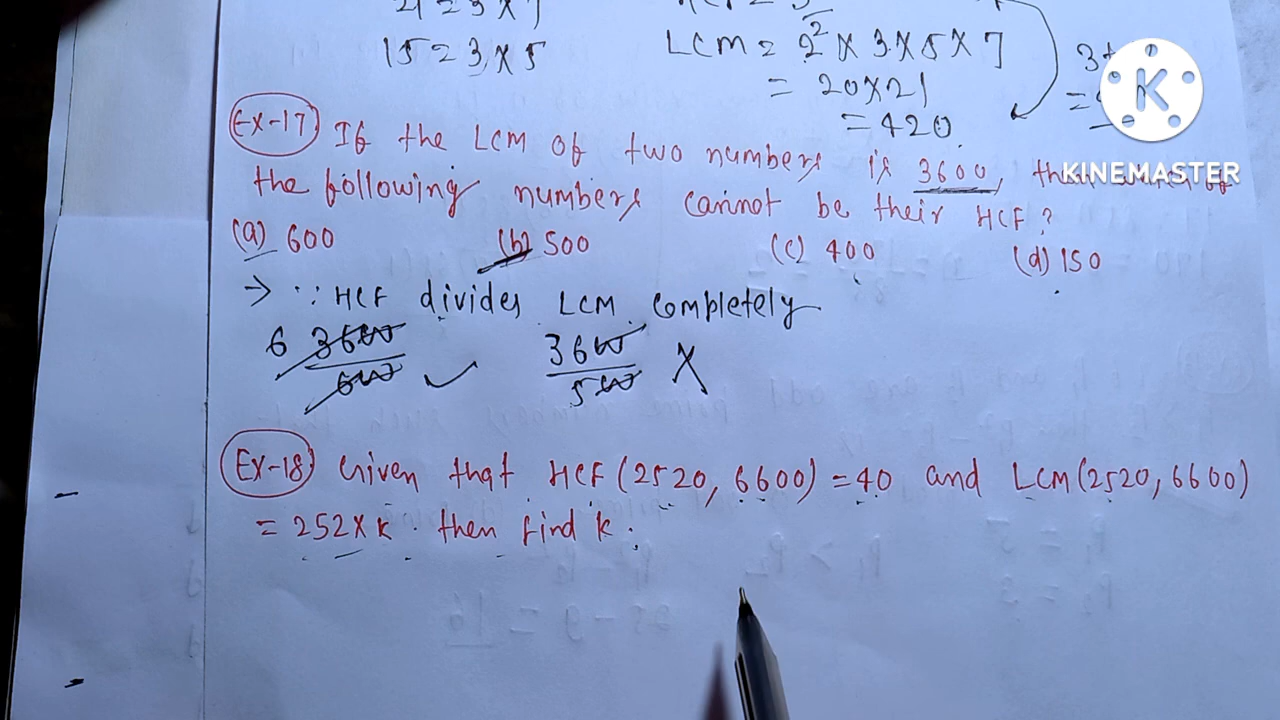 21 = 3 × 7
15 = 3 × 5
LCM = 2² × 3 × 5 × 7
= 20 × 21
= 420
KINEMASTER
Ex-17 If the LCM of two numbers is 3600, then which of
the following numbers cannot be their HCF?
(a) 600 (b) 500 (c) 400 (d) 150
→ ∵ HCF divides LCM completely
6 3600/600 ✓ 3600/500 X
Ex-18 Given that HCF (2520, 6600) = 40 and LCM (2520, 6600)
= 252 × k. then find k.